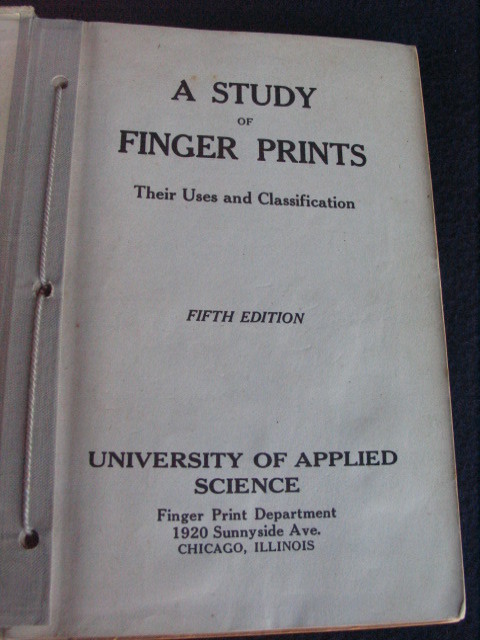 A STUDY
OF
FINGER PRINTS
Their Uses and Classification
FIFTH EDITION
UNIVERSITY OF APPLIED
SCIENCE
Finger Print Department
1920 Sunnyside Ave.
CHICAGO, ILLINOIS